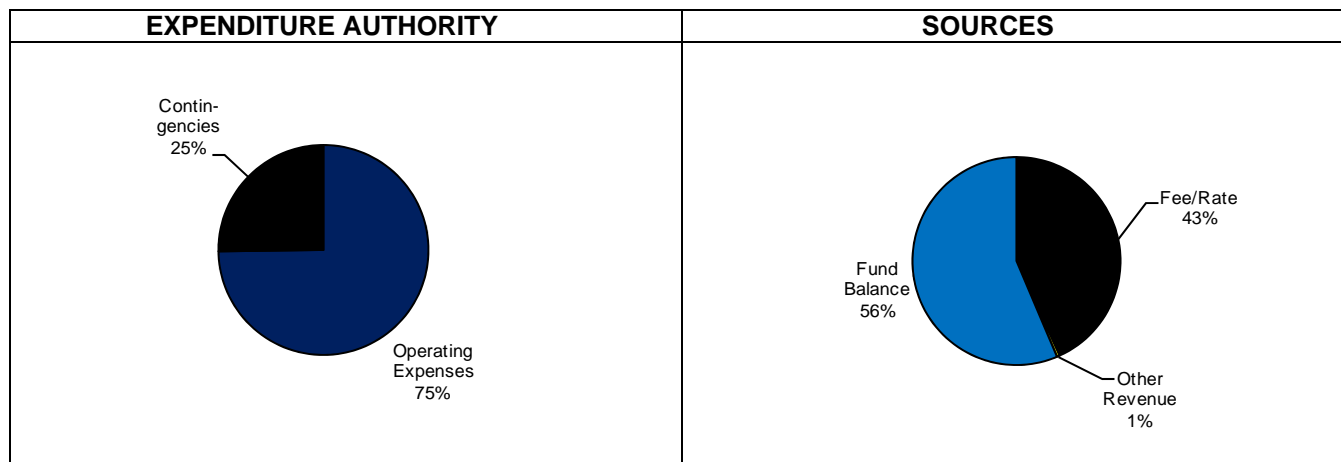 EXPENDITURE AUTHORITY
Contin-
gencies
25%
Operating
Expenses
75%
SOURCES
Fee/Rate
43%
Fund
Balance
56%
Other
Revenue
1%